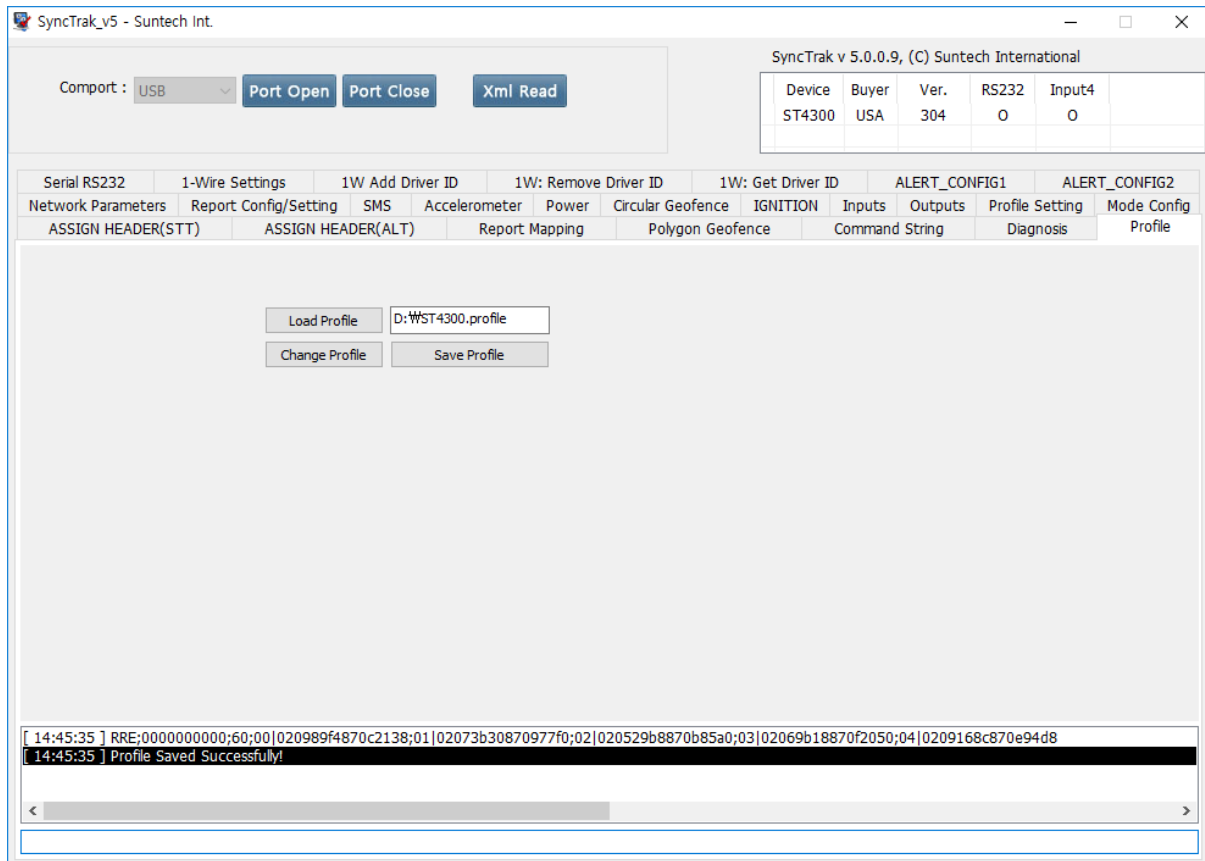 SyncTrak_v5 - Suntech Int.
SyncTrak v 5.0.0.9, (C) Suntech International
Comport : USB Port Open Port Close Xml Read
Device Buyer Ver. RS232 Input4
ST4300 USA 304 O O
Serial RS232 1-Wire Settings 1W Add Driver ID 1W: Remove Driver ID 1W: Get Driver ID ALERT_CONFIG1 ALERT_CONFIG2
Network Parameters Report Config/Setting SMS Accelerometer Power Circular Geofence IGNITION Inputs Outputs Profile Setting Mode Config
ASSIGN HEADER(STT) ASSIGN HEADER(ALT) Report Mapping Polygon Geofence Command String Diagnosis Profile
Load Profile D:₩ST4300.profile
Change Profile Save Profile
[ 14:45:35 ] RRE;0000000000;60;00|020989f4870c2138;01|02073b30870977f0;02|020529b8870b85a0;03|02069b18870f2050;04|0209168c870e94d8
[ 14:45:35 ] Profile Saved Successfully!